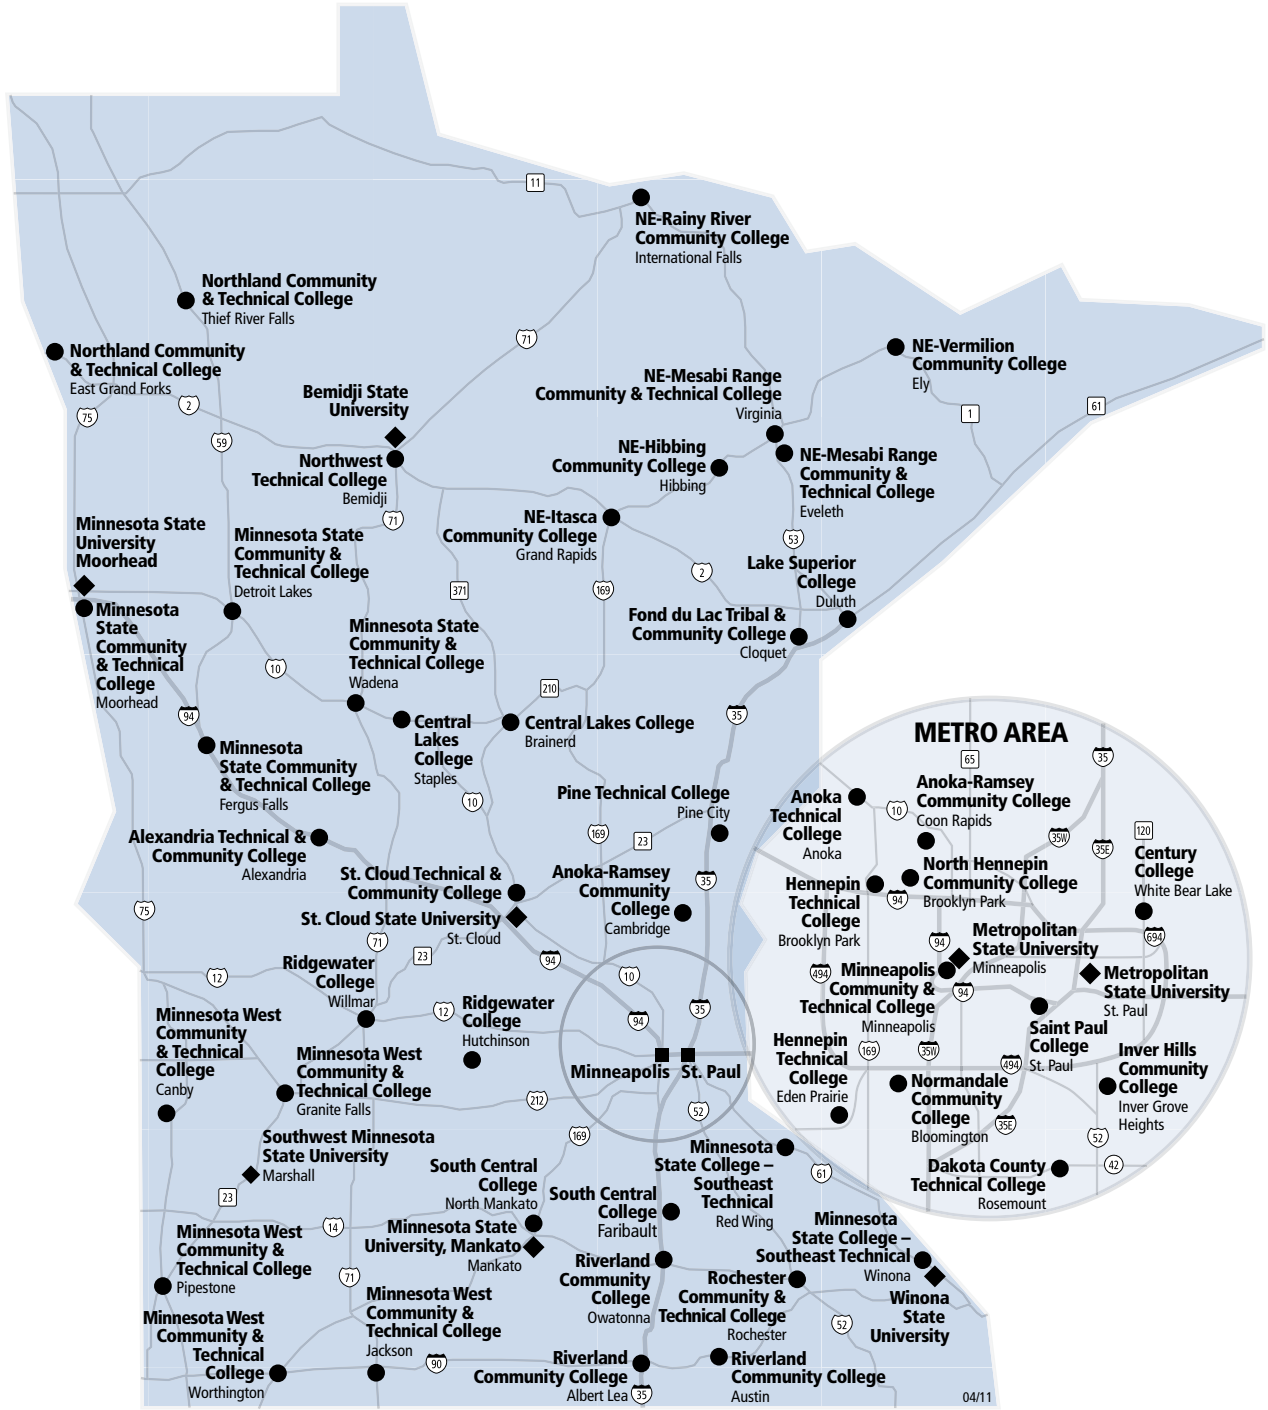 11
NE-Rainy River
Community College
International Falls
Northland Community
& Technical College
Thief River Falls
71
Northland Community
& Technical College
East Grand Forks
NE-Vermilion
Community College
Ely
NE-Mesabi Range
Community & Technical College
Virginia
Bemidji State
University
75
2
59
1
61
NE-Hibbing
Community College
Hibbing
NE-Mesabi Range
Community &
Technical College
Eveleth
Northwest
Technical College
Bemidji
71
NE-Itasca
Community College
Grand Rapids
53
Minnesota State
University
Moorhead
Minnesota State
Community &
Technical College
Detroit Lakes
371
169
2
Lake Superior
College
Duluth
Minnesota
State
Community
& Technical
College
Moorhead
Fond du Lac Tribal &
Community College
Cloquet
Minnesota State
Community &
Technical College
Wadena
10
210
94
35
Central
Lakes
College
Staples
Central Lakes College
Brainerd
Minnesota
State Community
& Technical College
Fergus Falls
10
Pine Technical College
Pine City
169
23
Alexandria Technical &
Community College
Alexandria
St. Cloud Technical &
Community College
St. Cloud State University
St. Cloud
Anoka-Ramsey
Community
College
Cambridge
35
75
71
23
94
12
10
Ridgewater
College
Willmar
12
Ridgewater
College
Hutchinson
94
35
Minnesota West
Community
& Technical
College
Canby
Minnesota West
Community &
Technical College
Granite Falls
Minneapolis
St. Paul
212
52
169
Southwest Minnesota
State University
Marshall
23
South Central
College
North Mankato
Minnesota State
University, Mankato
Mankato
South Central
College
Faribault
Minnesota
State College –
Southeast
Technical
Red Wing
61
14
Minnesota West
Community &
Technical College
Pipestone
71
Riverland
Community
College
Owatonna
Rochester
Community &
Technical College
Rochester
Minnesota
State College –
Southeast Technical
Winona
Winona
State
University
52
Minnesota West
Community &
Technical
College
Worthington
Minnesota West
Community &
Technical College
Jackson
90
Riverland
Community College
Albert Lea
35
Riverland
Community College
Austin
04/11
METRO AREA
65
35
Anoka
Technical
College
Anoka
10
Anoka-Ramsey
Community College
Coon Rapids
35W
35E
120
Century
College
White Bear Lake
Hennepin
Technical
College
Brooklyn Park
94
North Hennepin
Community College
Brooklyn Park
694
94
Metropolitan
State University
Minneapolis
494
Minneapolis
Community &
Technical College
Minneapolis
94
Metropolitan
State University
St. Paul
Saint Paul
College
St. Paul
Hennepin
Technical
College
Eden Prairie
169
35W
494
Inver Hills
Community
College
Inver Grove
Heights
Normandale
Community
College
Bloomington
35E
52
42
Dakota County
Technical College
Rosemount